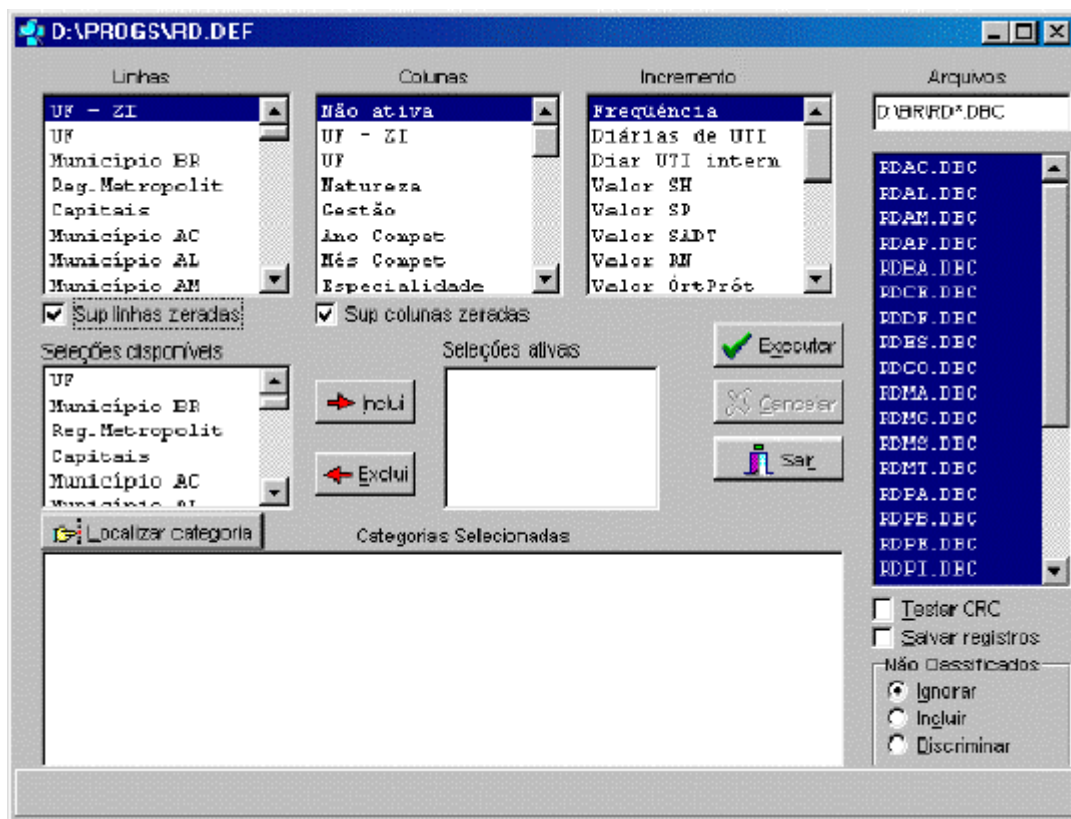 D:\PROGS\RD.DEF
Linhas
UF - ZI
UF
Município BR
Reg.Metropolit
Capitais
Município AC
Município AL
Município AM
Sup linhas zeradas
Colunas
Não ativa
UF - ZI
UF
Natureza
Gestão
Ano Compet
Mês Compet
Especialidade
Sup colunas zeradas
Incremento
Freqüência
Diárias de UTI
Diar UTI interm
Valor SH
Valor SP
Valor SADT
Valor RN
Valor ÓrtPrót
Arquivos
D:\BR\RD*.DBC
RDAC.DBC
RDAL.DBC
RDAM.DBC
RDAP.DBC
RDBA.DBC
RDCE.DBC
RDDF.DBC
RDES.DBC
RDGO.DBC
RDMA.DBC
RDMG.DBC
RDMS.DBC
RDMT.DBC
RDPA.DBC
RDPB.DBC
RDPE.DBC
RDPI.DBC
Seleções disponíveis
UF
Município BR
Reg.Metropolit
Capitais
Município AC
Município AL
Inclui
Exclui
Seleções ativas
Executar
Cancelar
Sair
Localizar categoria
Categorias Selecionadas
Testar CRC
Salvar registros
Não Classificados
Ignorar
Incluir
Discriminar